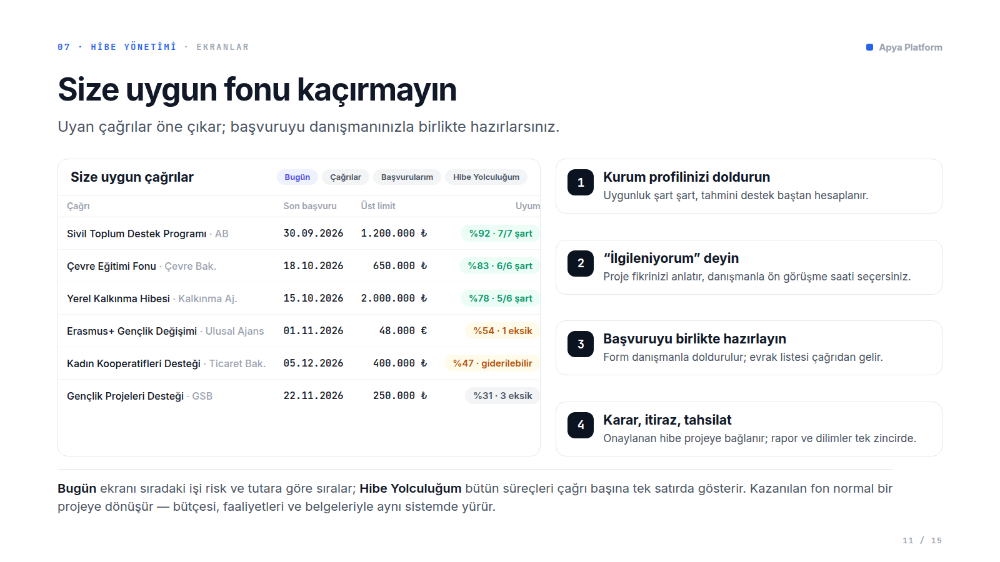 07 · HİBE YÖNETİMİ · EKRANLAR
Apya Platform
Size uygun fonu kaçırmayın
Uyan çağrılar öne çıkar; başvuruyu danışmanınızla birlikte hazırlarsınız.
Size uygun çağrılar
Bugün Çağrılar Başvurularım Hibe Yolculuğum
Çağrı Son başvuru Üst limit Uyum
Sivil Toplum Destek Programı · AB 30.09.2026 1.200.000 ₺ %92 · 7/7 şart
Çevre Eğitimi Fonu · Çevre Bak. 18.10.2026 650.000 ₺ %83 · 6/6 şart
Yerel Kalkınma Hibesi · Kalkınma Aj. 15.10.2026 2.000.000 ₺ %78 · 5/6 şart
Erasmus+ Gençlik Değişimi · Ulusal Ajans 01.11.2026 48.000 € %54 · 1 eksik
Kadın Kooperatifleri Desteği · Ticaret Bak. 05.12.2026 400.000 ₺ %47 · giderilebilir
Gençlik Projeleri Desteği · GSB 22.11.2026 250.000 ₺ %31 · 3 eksik
1 Kurum profilinizi doldurun
Uygunluk şart şart, tahmini destek baştan hesaplanır.
2 “İlgileniyorum” deyin
Proje fikrinizi anlatır, danışmanla ön görüşme saati seçersiniz.
3 Başvuruyu birlikte hazırlayın
Form danışmanla doldurulur; evrak listesi çağrıdan gelir.
4 Karar, itiraz, tahsilat
Onaylanan hibe projeye bağlanır; rapor ve dilimler tek zincirde.
Bugün ekranı sıradaki işi risk ve tutara göre sıralar; Hibe Yolculuğum bütün süreçleri çağrı başına tek satırda gösterir. Kazanılan fon normal bir
projeye dönüşür — bütçesi, faaliyetleri ve belgeleriyle aynı sistemde yürür.
11 / 15